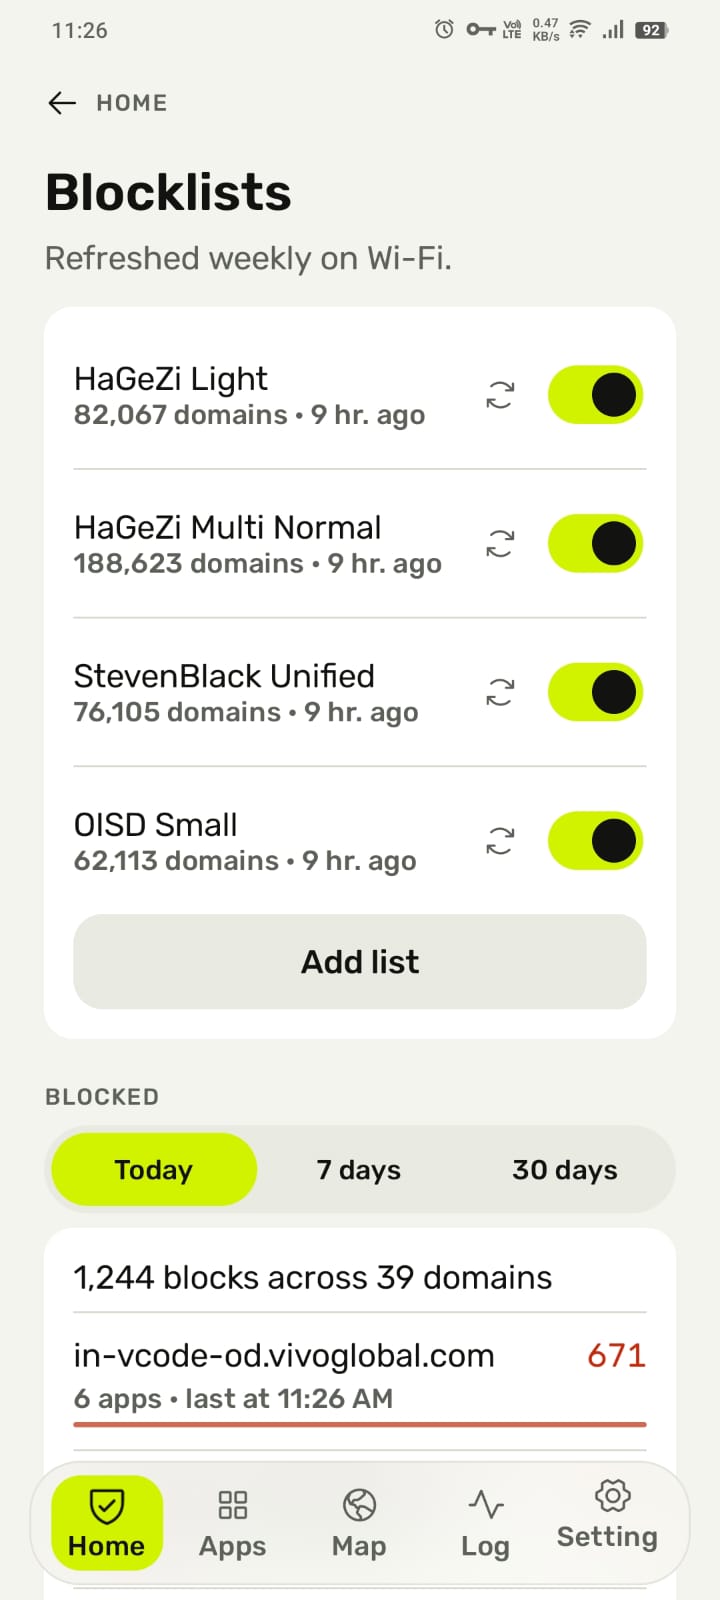 11:26
Vo) LTE
0.47 KB/s
92
HOME
Blocklists
Refreshed weekly on Wi-Fi.
HaGeZi Light
82,067 domains • 9 hr. ago
HaGeZi Multi Normal
188,623 domains • 9 hr. ago
StevenBlack Unified
76,105 domains • 9 hr. ago
OISD Small
62,113 domains • 9 hr. ago
Add list
BLOCKED
Today 7 days 30 days
1,244 blocks across 39 domains
in-vcode-od.vivoglobal.com 671
6 apps • last at 11:26 AM
Home Apps Map Log Setting